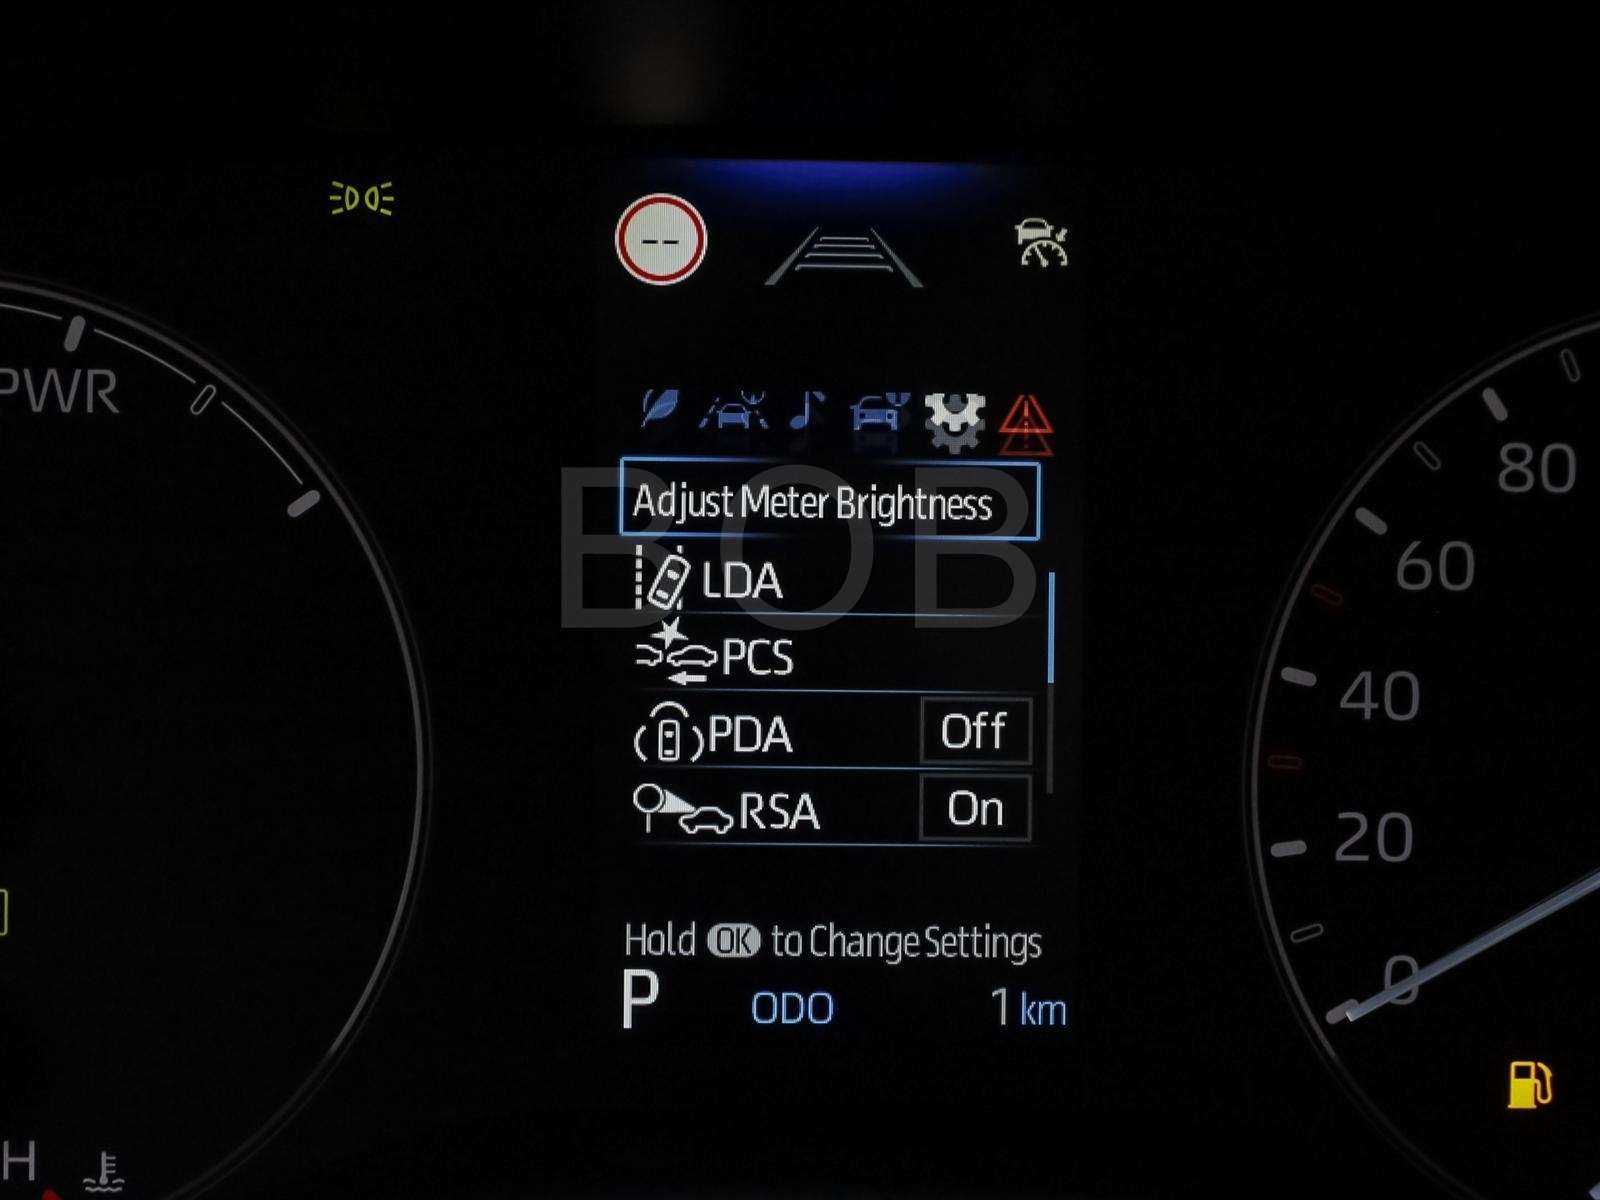 --
PWR
80
Adjust Meter Brightness
BOB
LDA
60
PCS
40
PDA Off
RSA On
20
Hold OK to Change Settings
0
P ODO 1 km
H